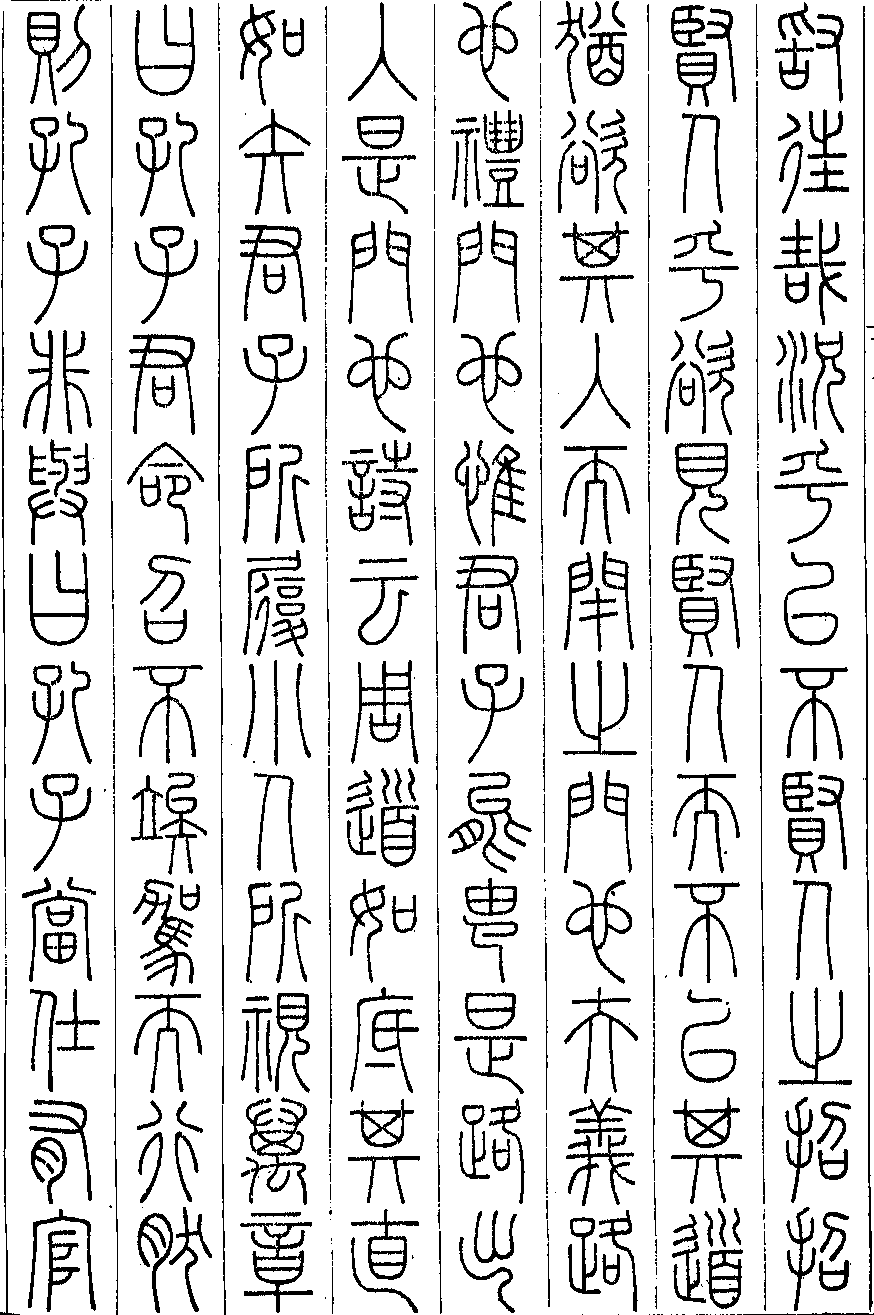 敢往哉況乎以不賢人之招招
賢人乎欲見賢人而不以其道
猶欲其入而閉之門也夫義路
也禮門也惟君子能由是路出
入是門也詩云周道如底其直
如矢君子所履小人所視萬章
曰孔子君命召不竢駕而行然
則孔子非與曰孔子當仕有官